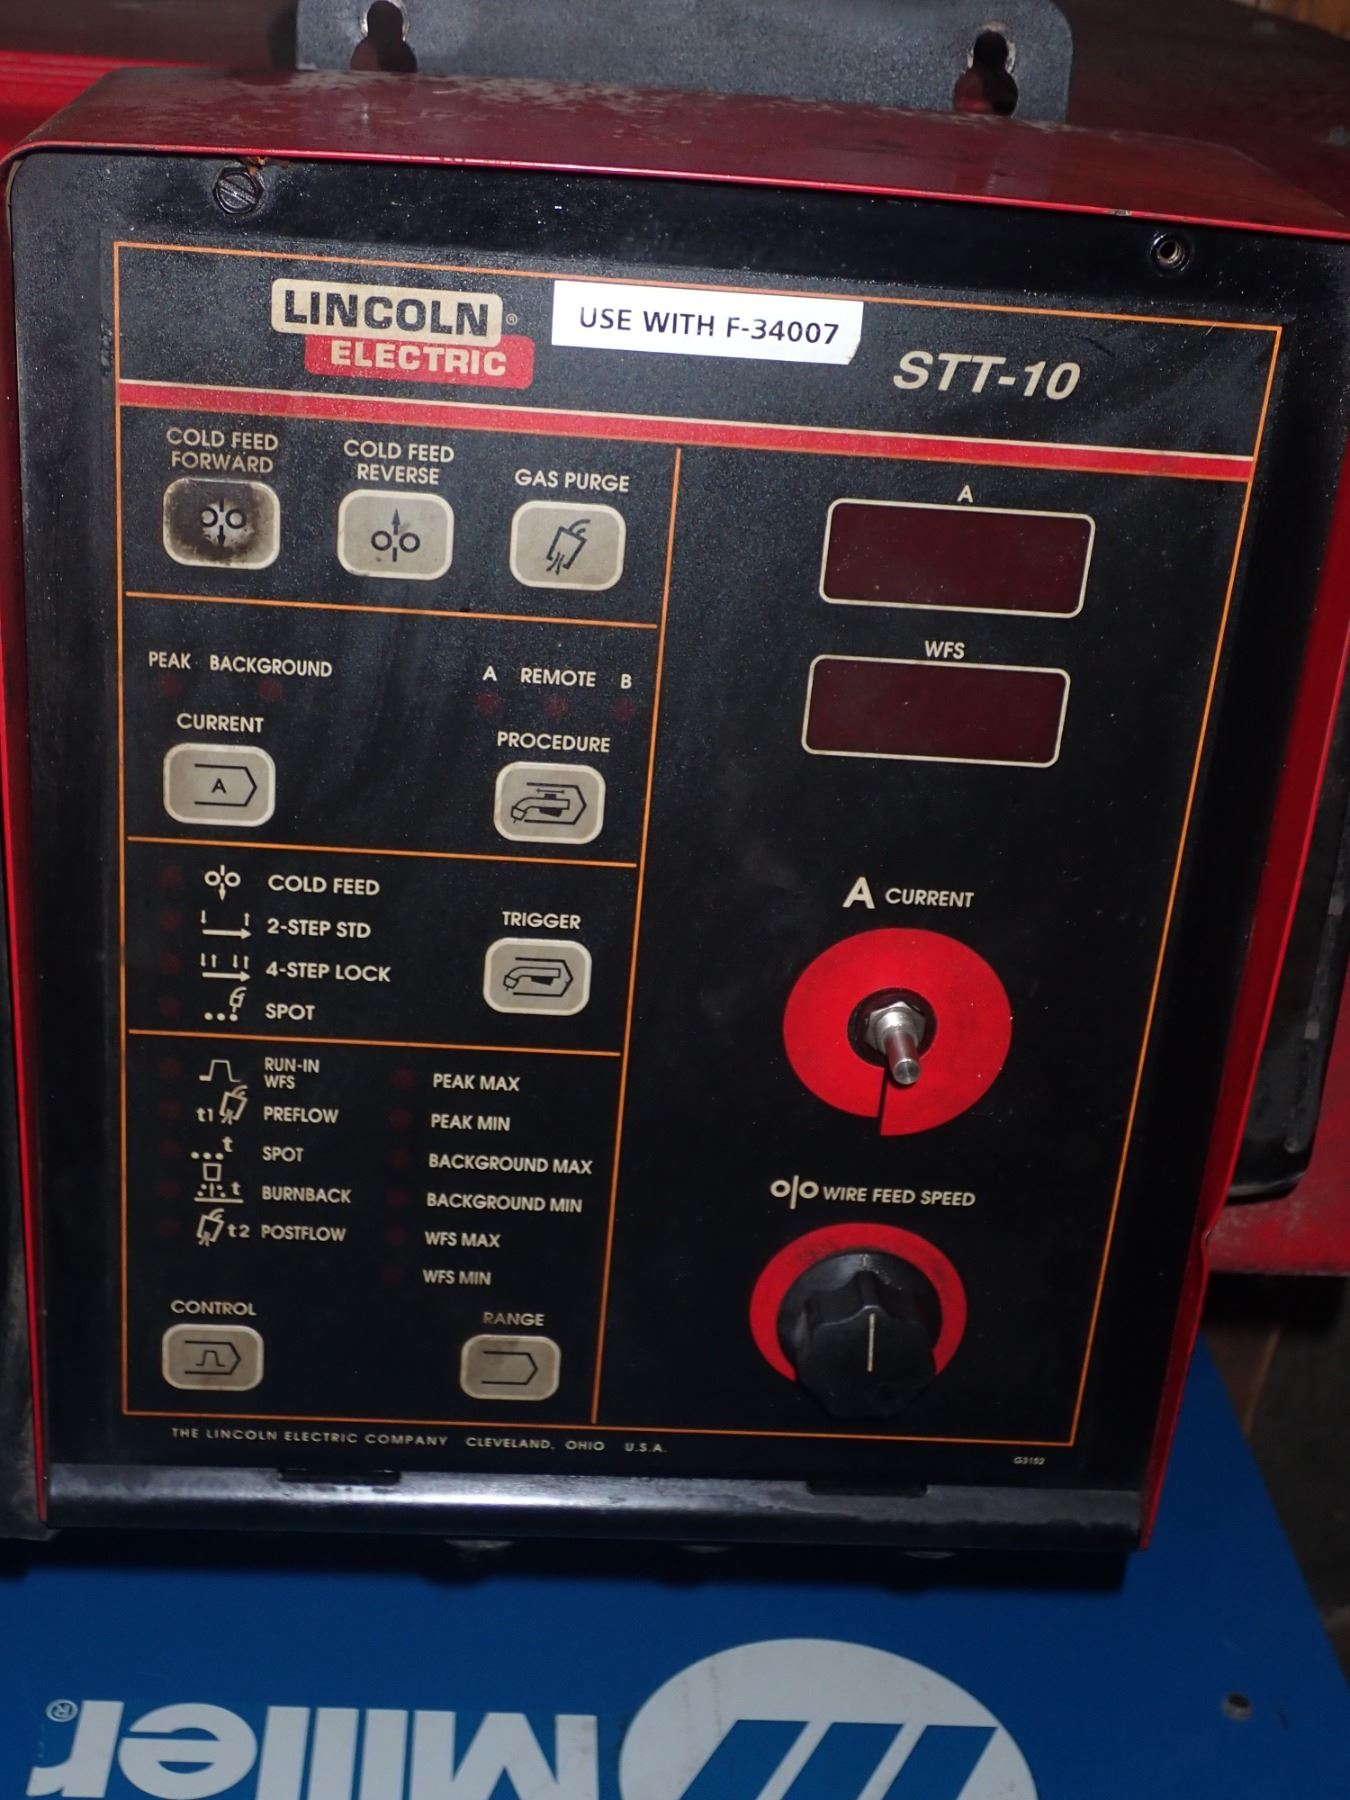 LINCOLN ®
ELECTRIC
USE WITH F-34007
STT-10
COLD FEED
FORWARD
COLD FEED
REVERSE
GAS PURGE
A
WFS
PEAK BACKGROUND
A REMOTE B
CURRENT
A
PROCEDURE
COLD FEED
2-STEP STD
4-STEP LOCK
SPOT
TRIGGER
A CURRENT
RUN-IN
WFS
t1 PREFLOW
t SPOT
t BURNBACK
t2 POSTFLOW
PEAK MAX
PEAK MIN
BACKGROUND MAX
BACKGROUND MIN
WFS MAX
WFS MIN
WIRE FEED SPEED
CONTROL
RANGE
THE LINCOLN ELECTRIC COMPANY CLEVELAND, OHIO U.S.A.
G3152
Miller ®